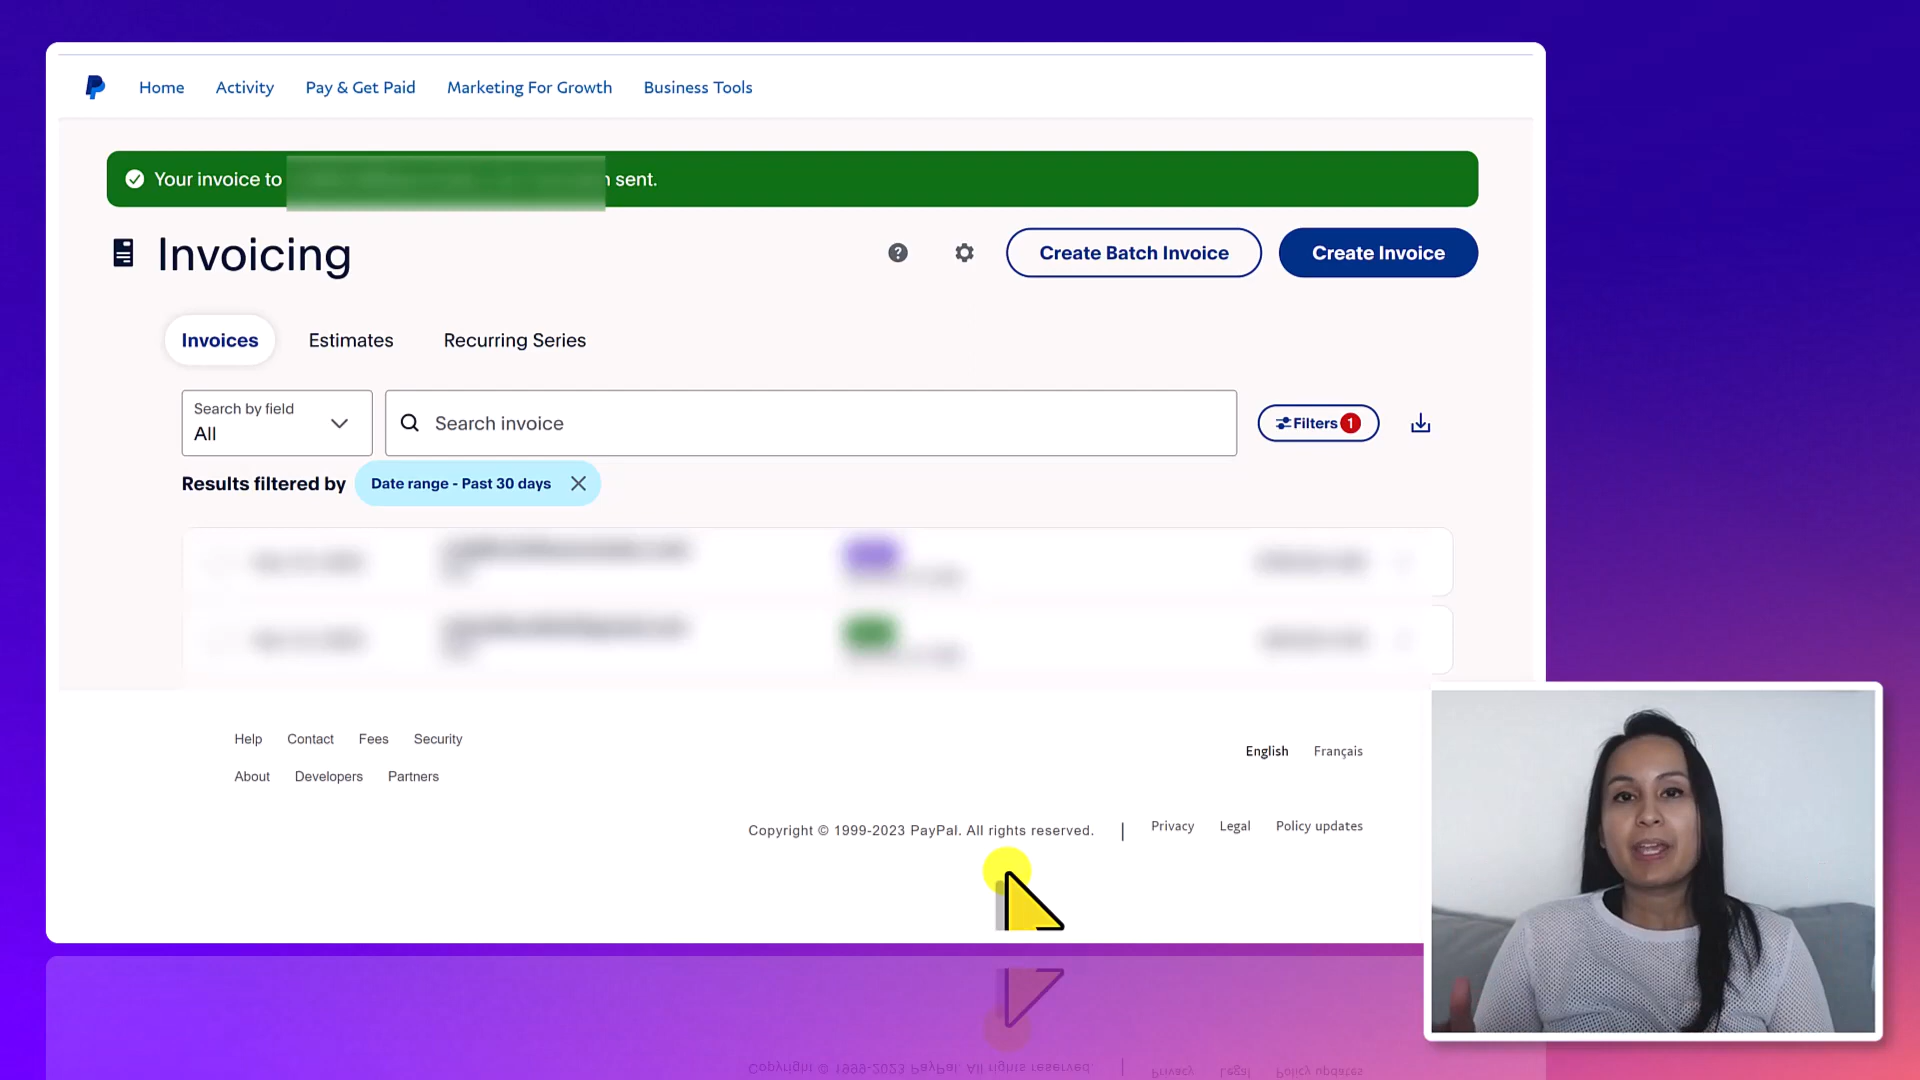 Home Activity Pay & Get Paid Marketing For Growth Business Tools
Your invoice to sent.
Invoicing
Create Batch Invoice Create Invoice
Invoices Estimates Recurring Series
Search by field
All
Search invoice
Filters 1
Results filtered by Date range - Past 30 days
Help Contact Fees Security
English Français
About Developers Partners
Copyright © 1999-2023 PayPal. All rights reserved. | Privacy Legal Policy updates